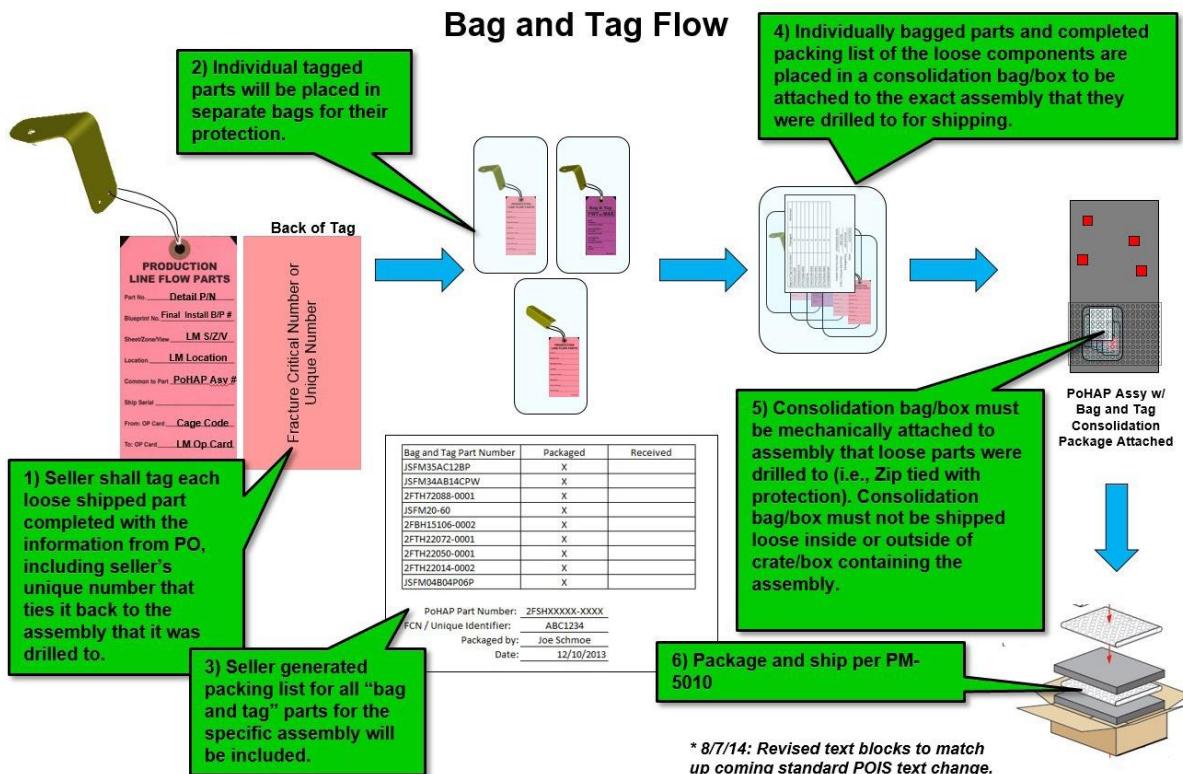 Bag and Tag Flow
2) Individual tagged
parts will be placed in
separate bags for their
protection.
4) Individually bagged parts and completed
packing list of the loose components are
placed in a consolidation bag/box to be
attached to the exact assembly that they
were drilled to for shipping.
Back of Tag
PRODUCTION
LINE FLOW PARTS
Part No. Detail P/N
Blueprint No. Final Install B/P #
Sheet/Zone/View LM S/Z/V
Location LM Location
Common to Part PoHAP Asy #
Ship Serial
From: OP Card Cage Code
To: OP Card LM Op Card
Fracture Critical Number or
Unique Number
PRODUCTION
LINE FLOW PARTS
Bag & Tag
PRODUCTION
LINE FLOW PARTS
PoHAP Assy w/
Bag and Tag
Consolidation
Package Attached
1) Seller shall tag each
loose shipped part
completed with the
information from PO,
including seller's
unique number that
ties it back to the
assembly that it was
drilled to.
Bag and Tag Part Number Packaged Received
JSFM35AC12BP X
JSFM34AB14CPW X
2FTH72088-0001 X
JSFM20-60 X
2FBH15106-0002 X
2FTH22072-0001 X
2FTH22050-0001 X
2FTH22014-0002 X
JSFM04B04P06P X
PoHAP Part Number: 2FSHXXXXX-XXXX
FCN / Unique Identifier: ABC1234
Packaged by: Joe Schmoe
Date: 12/10/2013
3) Seller generated
packing list for all "bag
and tag" parts for the
specific assembly will
be included.
5) Consolidation bag/box must
be mechanically attached to
assembly that loose parts were
drilled to (i.e., Zip tied with
protection). Consolidation
bag/box must not be shipped
loose inside or outside of
crate/box containing the
assembly.
6) Package and ship per PM-
5010
* 8/7/14: Revised text blocks to match
up coming standard POIS text change.